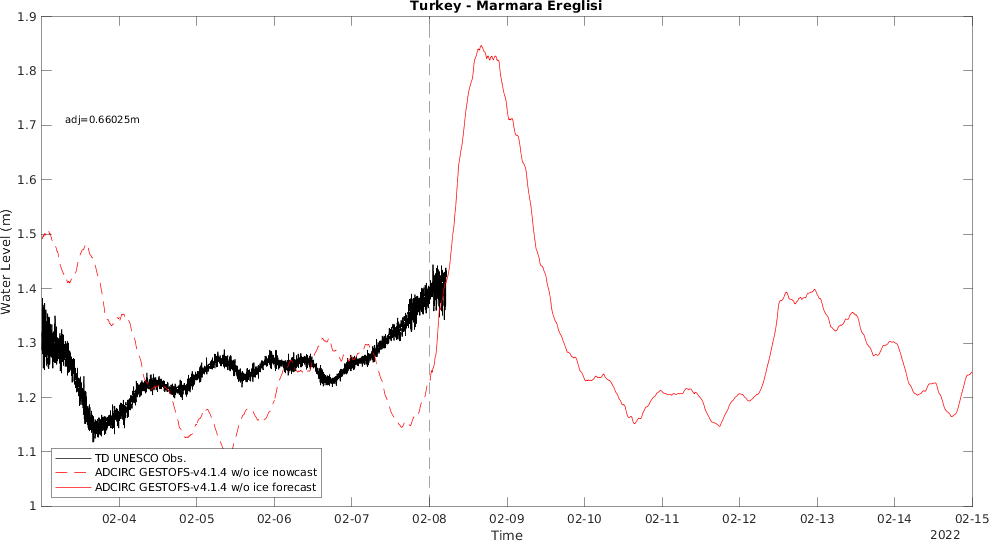 Turkey - Marmara Ereglisi
1.9
1.8
1.7
1.6
1.5
1.4
1.3
1.2
1.1
1
Water Level (m)
adj=0.66025m
TD UNESCO Obs.
ADCIRC GESTOFS-v4.1.4 w/o ice nowcast
ADCIRC GESTOFS-v4.1.4 w/o ice forecast
02-04 02-05 02-06 02-07 02-08 02-09 02-10 02-11 02-12 02-13 02-14 02-15
Time
2022